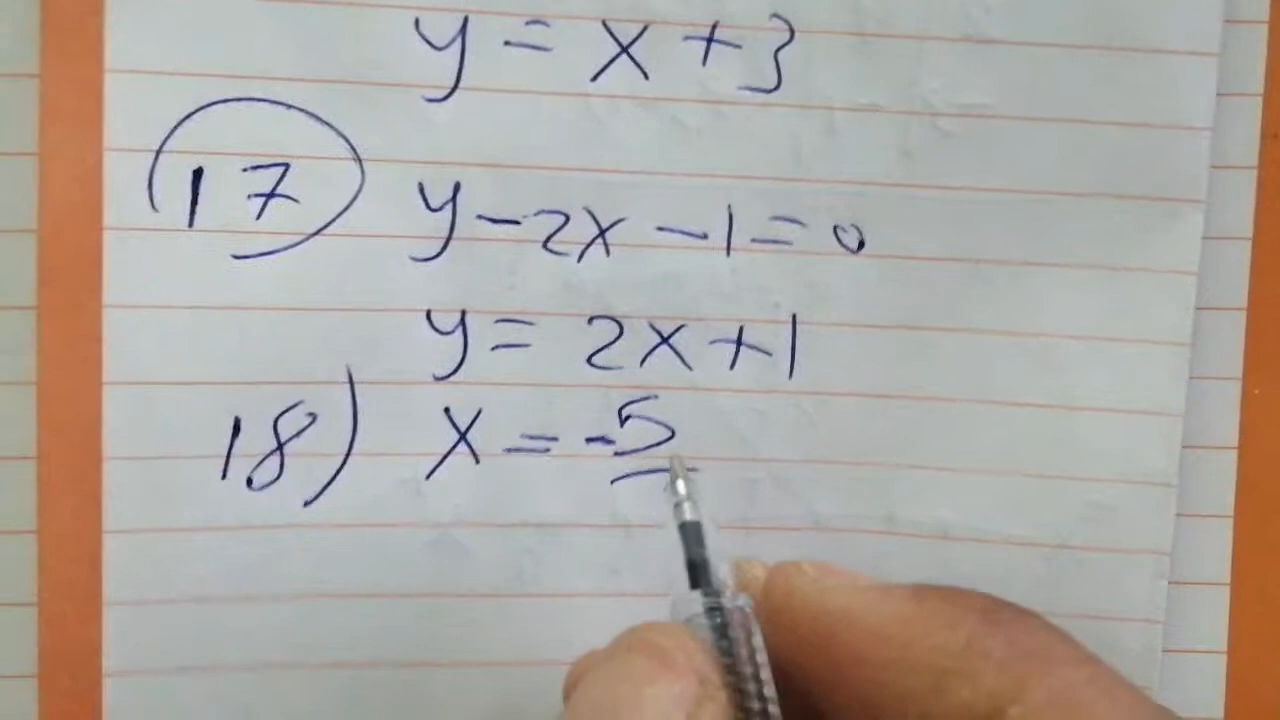 y = x + 3
17 y - 2x - 1 = 0
y = 2x + 1
18) x = -5